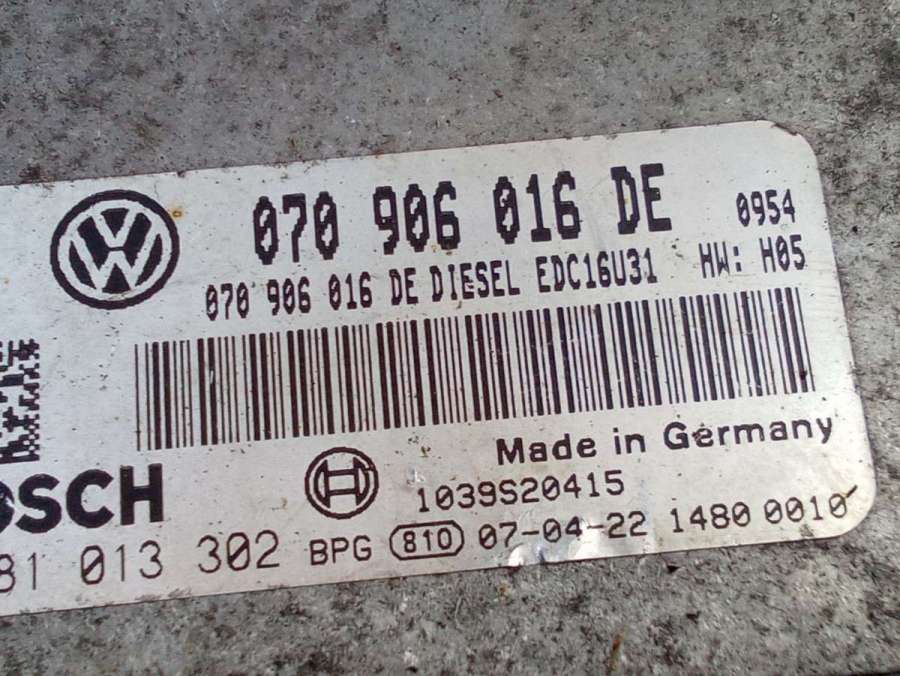 070 906 016 DE 0954
070 906 016 DE DIESEL EDC16U31 HW: H05
Made in Germany
OSCH
1039S20415
81 013 302 BPG 810 07-04-22 1480 0010